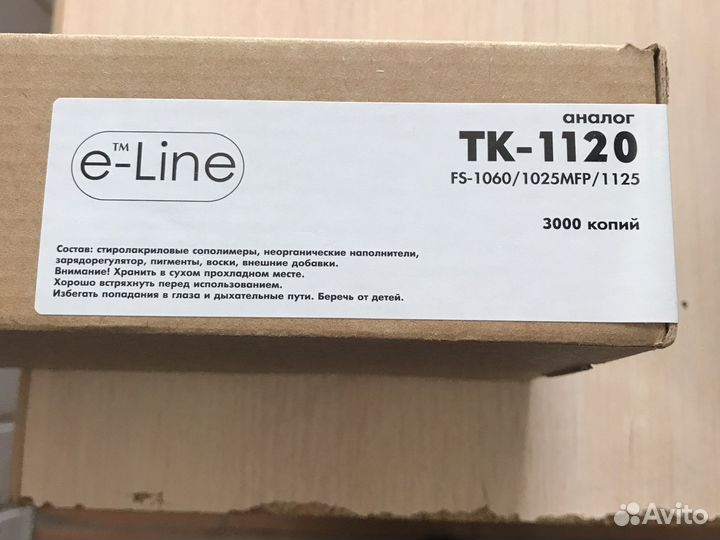 e-Line™
аналог
TK-1120
FS-1060/1025MFP/1125
3000 копий
Состав: стиролакриловые сополимеры, неорганические наполнители,
зарядорегулятор, пигменты, воски, внешние добавки.
Внимание! Хранить в сухом прохладном месте.
Хорошо встряхнуть перед использованием.
Избегать попадания в глаза и дыхательные пути. Беречь от детей.
Avito